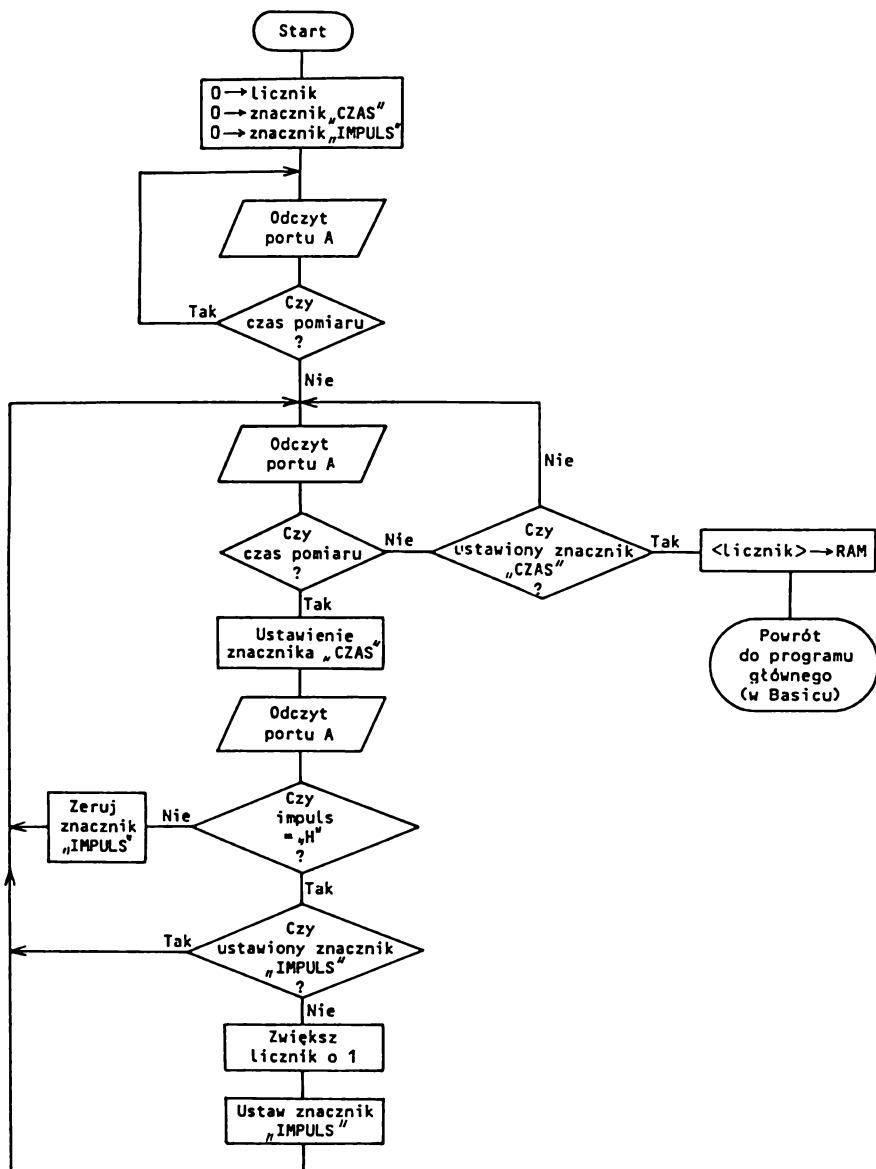 Start
0→licznik
0→znacznik „CZAS"
0→znacznik „IMPULS"
Odczyt
portu A
Tak
Czy
czas pomiaru
?
Nie
Odczyt
portu A
Nie
Czy
czas pomiaru
?
Nie
Czy
ustawiony znacznik
„CZAS"
?
Tak
<licznik>→RAM
Tak
Ustawienie
znacznika „CZAS"
Powrót
do programu
głównego
(w Basicu)
Odczyt
portu A
Zeruj
znacznik
„IMPULS"
Nie
Czy
impuls
= „H"
?
Tak
Tak
Czy
ustawiony znacznik
„IMPULS"
?
Nie
Zwiększ
licznik o 1
Ustaw znacznik
„IMPULS"